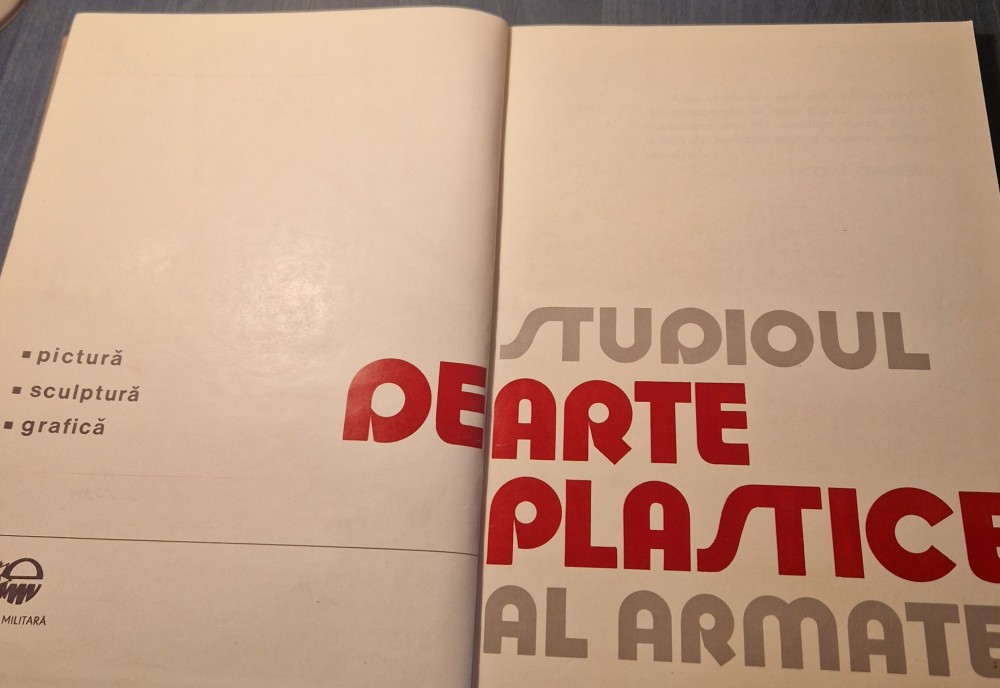 pictură
sculptură
grafică
MILITARĂ
STUDIOUL
DE ARTE
PLASTICE
AL ARMATE